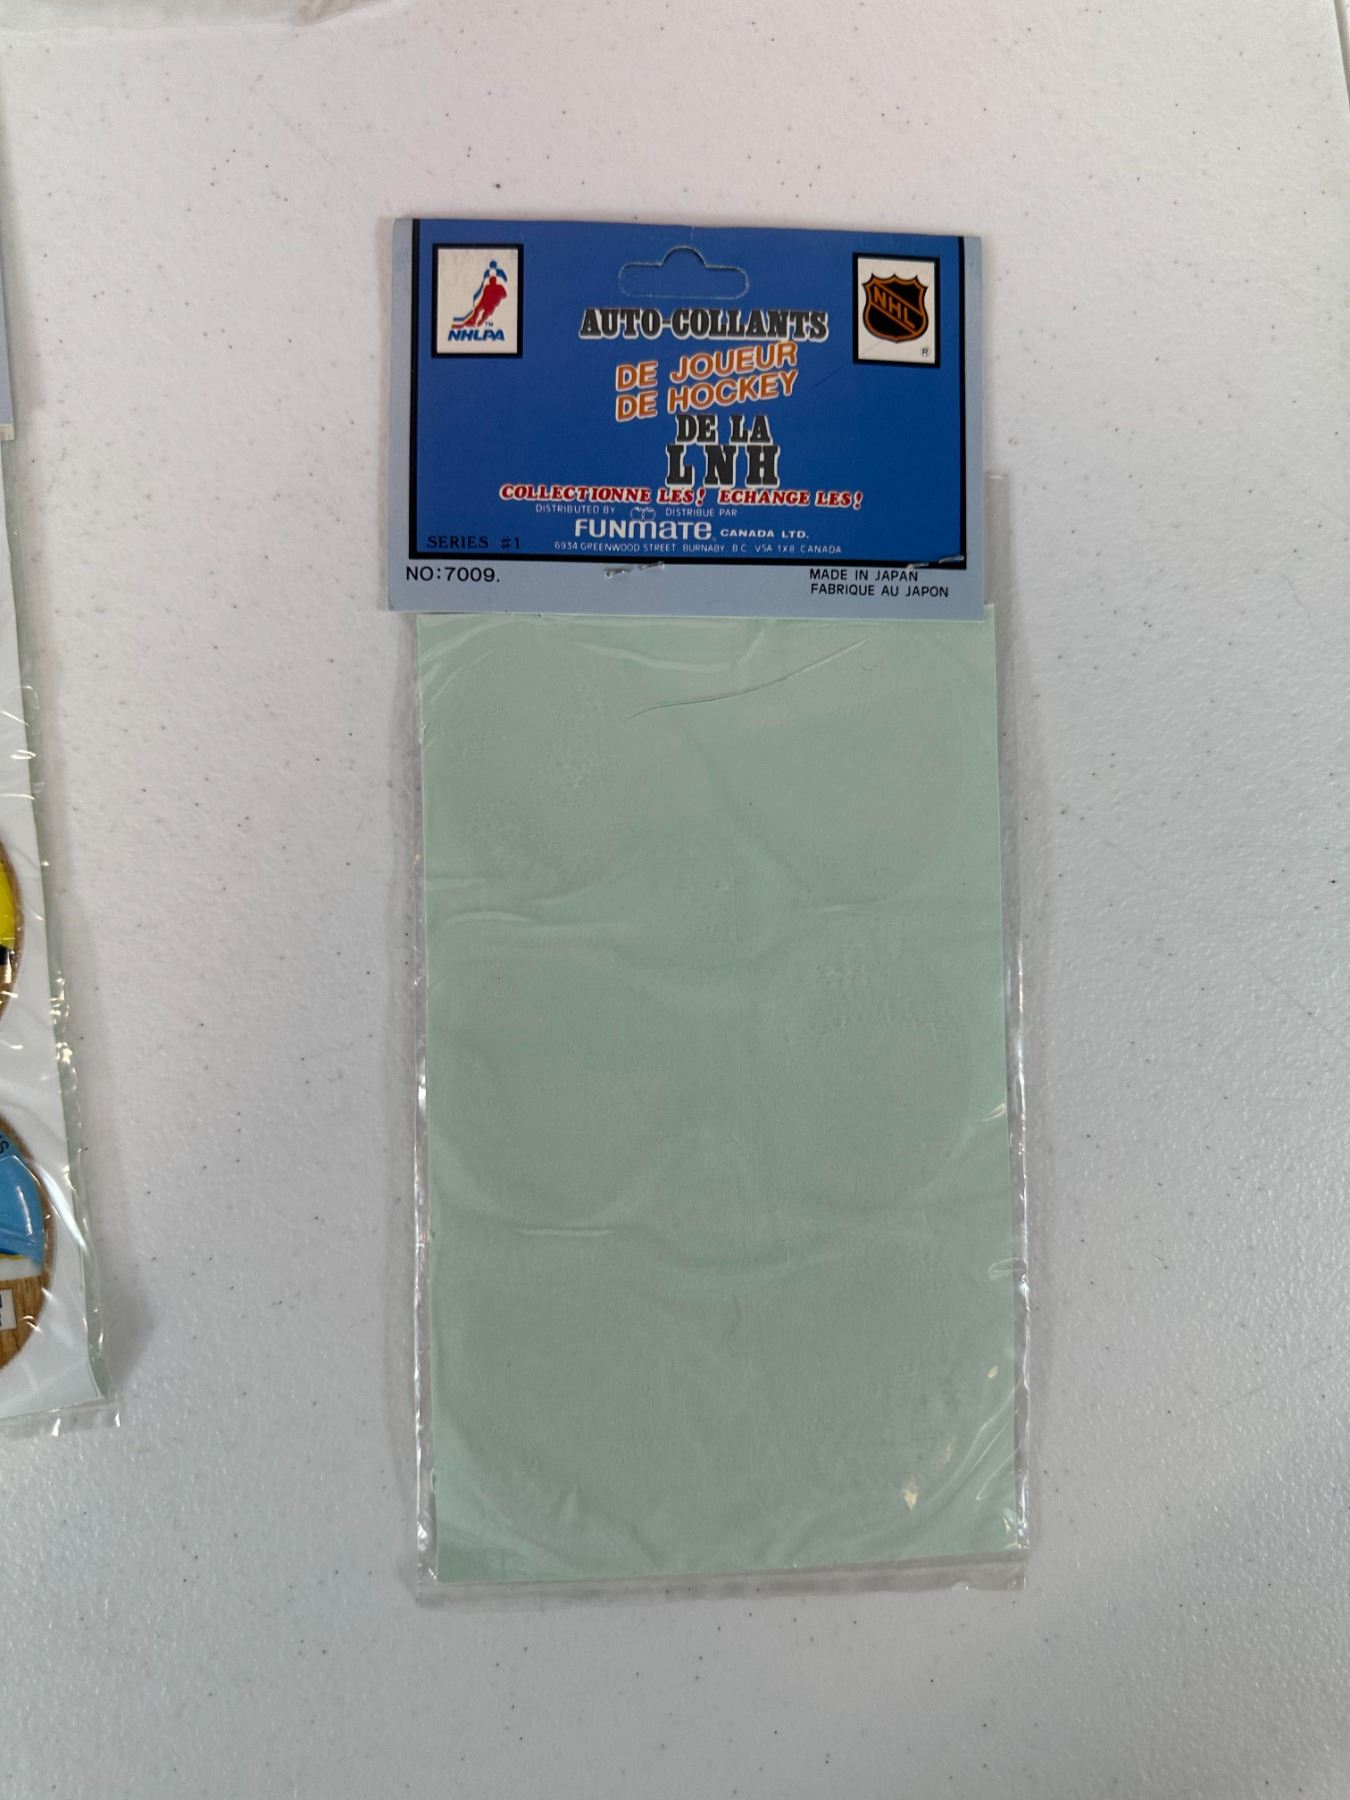 NHLPA
TM
NHL
®
AUTO-COLLANTS
DE JOUEUR
DE HOCKEY
DE LA
LNH
COLLECTIONNE LES! ECHANGE LES!
DISTRIBUTED BY DISTRIBUE PAR
FUNMATE CANADA LTD.
6934 GREENWOOD STREET BURNABY B C V5A 1X8 CANADA
SERIES #1
NO:7009.
MADE IN JAPAN
FABRIQUE AU JAPON